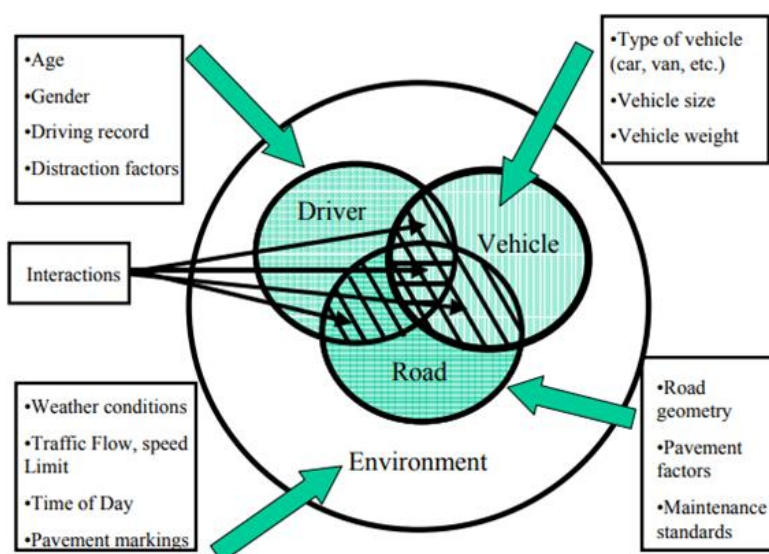 •Age
•Gender
•Driving record
•Distraction factors
•Type of vehicle
(car, van, etc.)
•Vehicle size
•Vehicle weight
Driver
Vehicle
Interactions
Road
Environment
•Weather conditions
•Traffic Flow, speed
Limit
•Time of Day
•Pavement markings
•Road
geometry
•Pavement
factors
•Maintenance
standards